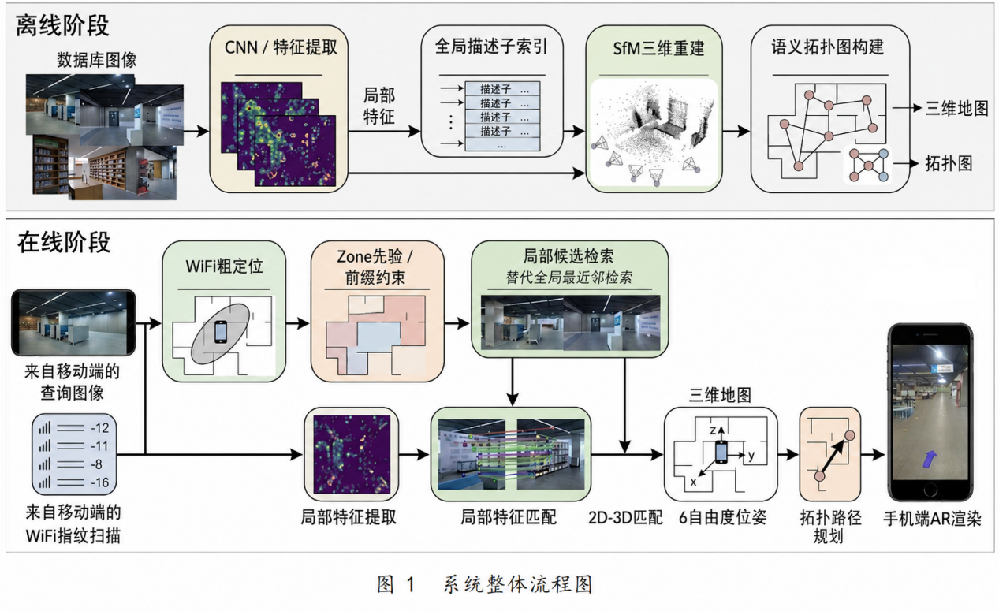 离线阶段
数据库图像
CNN / 特征提取
局部
特征
全局描述子索引
描述子 ...
描述子 ...
描述子 ...
描述子 ...
...
SfM三维重建
语义拓扑图构建
三维地图
拓扑图
在线阶段
来自移动端的
查询图像
-12
-11
-8
-16
来自移动端的
WiFi指纹扫描
WiFi粗定位
Zone先验 /
前缀约束
局部候选检索
替代全局最近邻检索
局部特征提取
局部特征匹配
2D-3D匹配
三维地图
z
y
x
6自由度位姿
拓扑路径
规划
手机端AR渲染
图 1 系统整体流程图